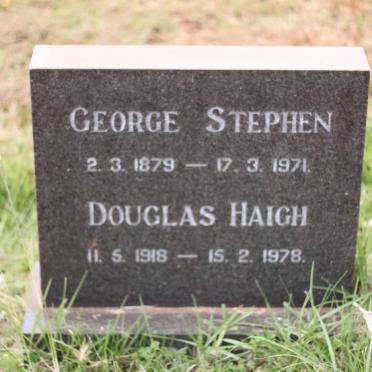 GEORGE STEPHEN
2. 3. 1879 — 17. 3. 1971.
DOUGLAS HAIGH
11. 5. 1918 — 15. 2. 1978.